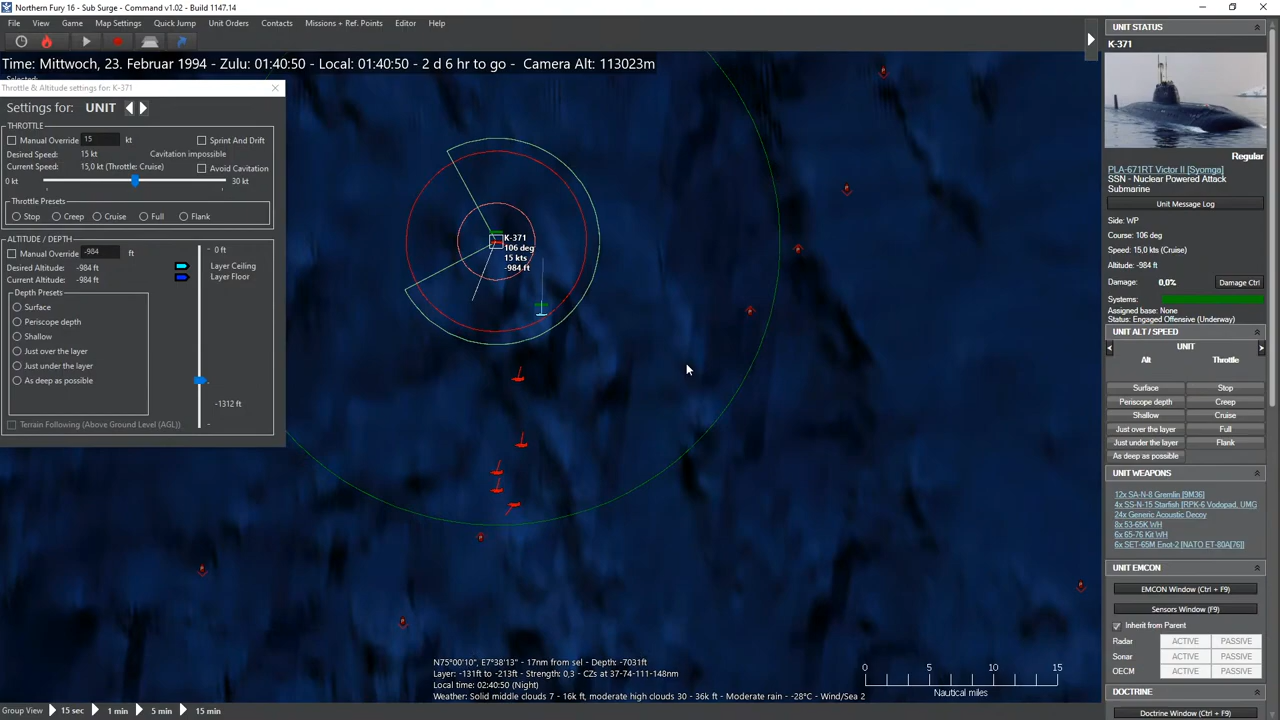 Northern Fury 16 - Sub Surge - Command v1.02 - Build 1147.14
File View Game Map Settings Quick Jump Unit Orders Contacts Missions + Ref. Points Editor Help
Time: Mittwoch, 23. Februar 1994 - Zulu: 01:40:50 - Local: 01:40:50 - 2 d 6 hr to go - Camera Alt: 113023m
Throttle & Altitude settings for: K-371
Settings for: UNIT
THROTTLE
Manual Override 15 kt Sprint And Drift
Desired Speed: 15 kt Cavitation impossible
Current Speed: 15,0 kt (Throttle: Cruise) Avoid Cavitation
0 kt 30 kt
Throttle Presets
Stop Creep Cruise Full Flank
ALTITUDE / DEPTH
Manual Override -984 ft
Desired Altitude: -984 ft
Current Altitude: -984 ft
Depth Presets
Surface
Periscope depth
Shallow
Just over the layer
Just under the layer
As deep as possible
0 ft
Layer Ceiling
Layer Floor
-1312 ft
Terrain Following (Above Ground Level (AGL))
K-371
106 deg
15 kts
-984 ft
N75°00'10", E7°38'13" - 17nm from sel - Depth: -7031ft
Layer: -131ft to -213ft - Strength: 0,3 - CZs at 37-74-111-148nm
Local time: 02:40:50 (Night)
Weather: Solid middle clouds 7 - 16k ft, moderate high clouds 30 - 36k ft - Moderate rain - -28°C - Wind/Sea 2
0 5 10 15
Nautical miles
Group View 15 sec 1 min 5 min 15 min
UNIT STATUS
K-371
Regular
PLA-671RT Victor II [Syomga]
SSN - Nuclear Powered Attack Submarine
Unit Message Log
Side: WP
Course: 106 deg
Speed: 15,0 kts (Cruise)
Altitude: -984 ft
Damage: 0,0% Damage Ctrl
Systems:
Assigned base: None
Status: Engaged Offensive (Underway)
UNIT ALT / SPEED
UNIT
Alt Throttle
Surface Stop
Periscope depth Creep
Shallow Cruise
Just over the layer Full
Just under the layer Flank
As deep as possible
UNIT WEAPONS
12x SA-N-8 Gremlin [9M36]
4x SS-N-15 Starfish [RPK-6 Vodopad, UMG
24x Generic Acoustic Decoy
8x 53-65K WH
6x 65-76 Kit WH
6x SET-65M Enot-2 [NATO ET-80A[76]]
UNIT EMCON
EMCON Window (Ctrl + F9)
Sensors Window (F9)
Inherit from Parent
Radar ACTIVE PASSIVE
Sonar ACTIVE PASSIVE
OECM ACTIVE PASSIVE
DOCTRINE
Doctrine Window (Ctrl + F9)